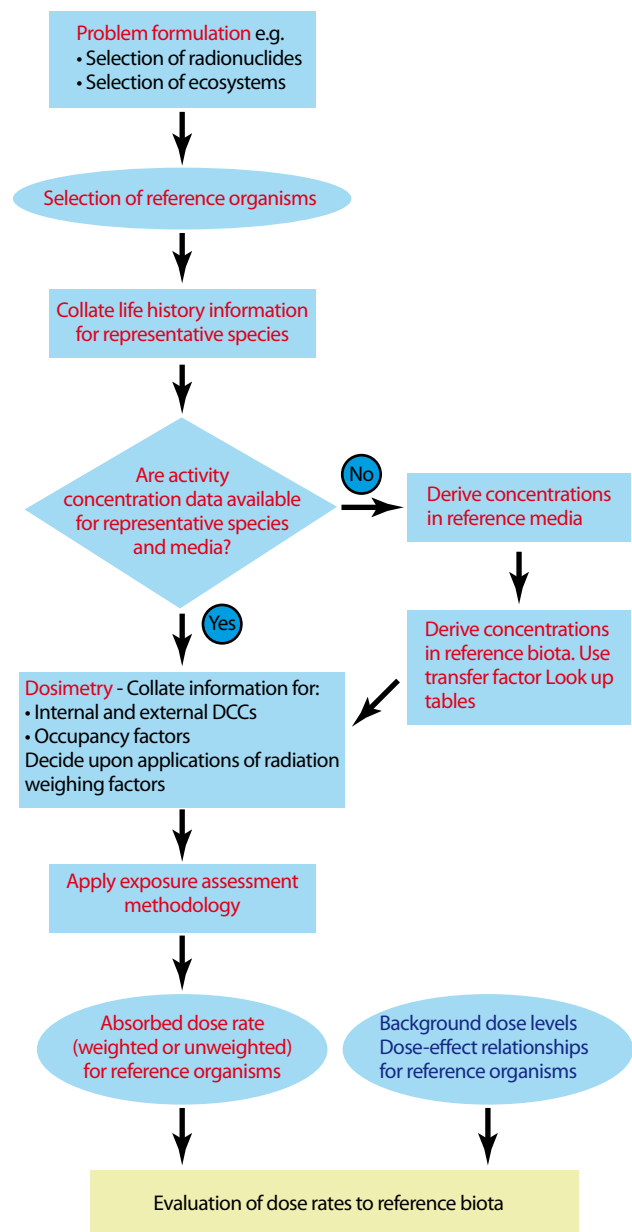 Problem formulation e.g.
• Selection of radionuclides
• Selection of ecosystems
Selection of reference organisms
Collate life history information
for representative species
Are activity
concentration data available
for representative species
and media?
No
Derive concentrations
in reference media
Yes
Derive concentrations
in reference biota. Use
transfer factor Look up
tables
Dosimetry - Collate information for:
• Internal and external DCCs
• Occupancy factors
Decide upon applications of radiation
weighing factors
Apply exposure assessment
methodology
Absorbed dose rate
(weighted or unweighted)
for reference organisms
Background dose levels
Dose-effect relationships
for reference organisms
Evaluation of dose rates to reference biota